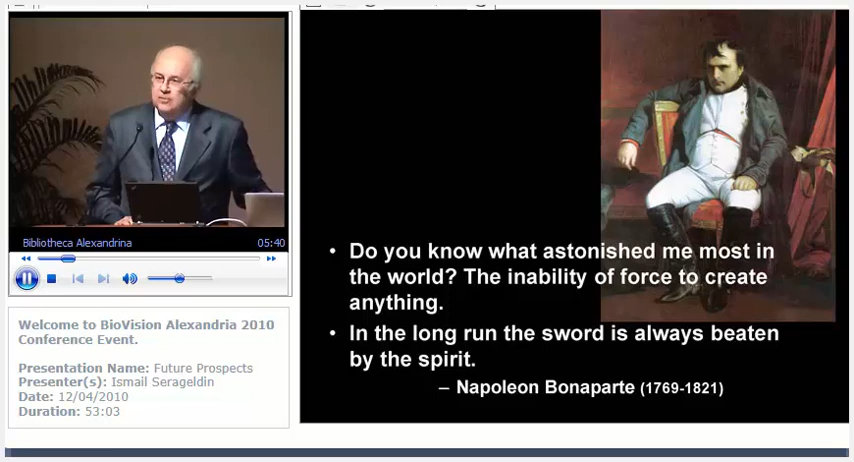 Bibliotheca Alexandrina 05:40
Welcome to BioVision Alexandria 2010
Conference Event.
Presentation Name: Future Prospects
Presenter(s): Ismail Serageldin
Date: 12/04/2010
Duration: 53:03
• Do you know what astonished me most in
the world? The inability of force to create
anything.
• In the long run the sword is always beaten
by the spirit.
– Napoleon Bonaparte (1769-1821)